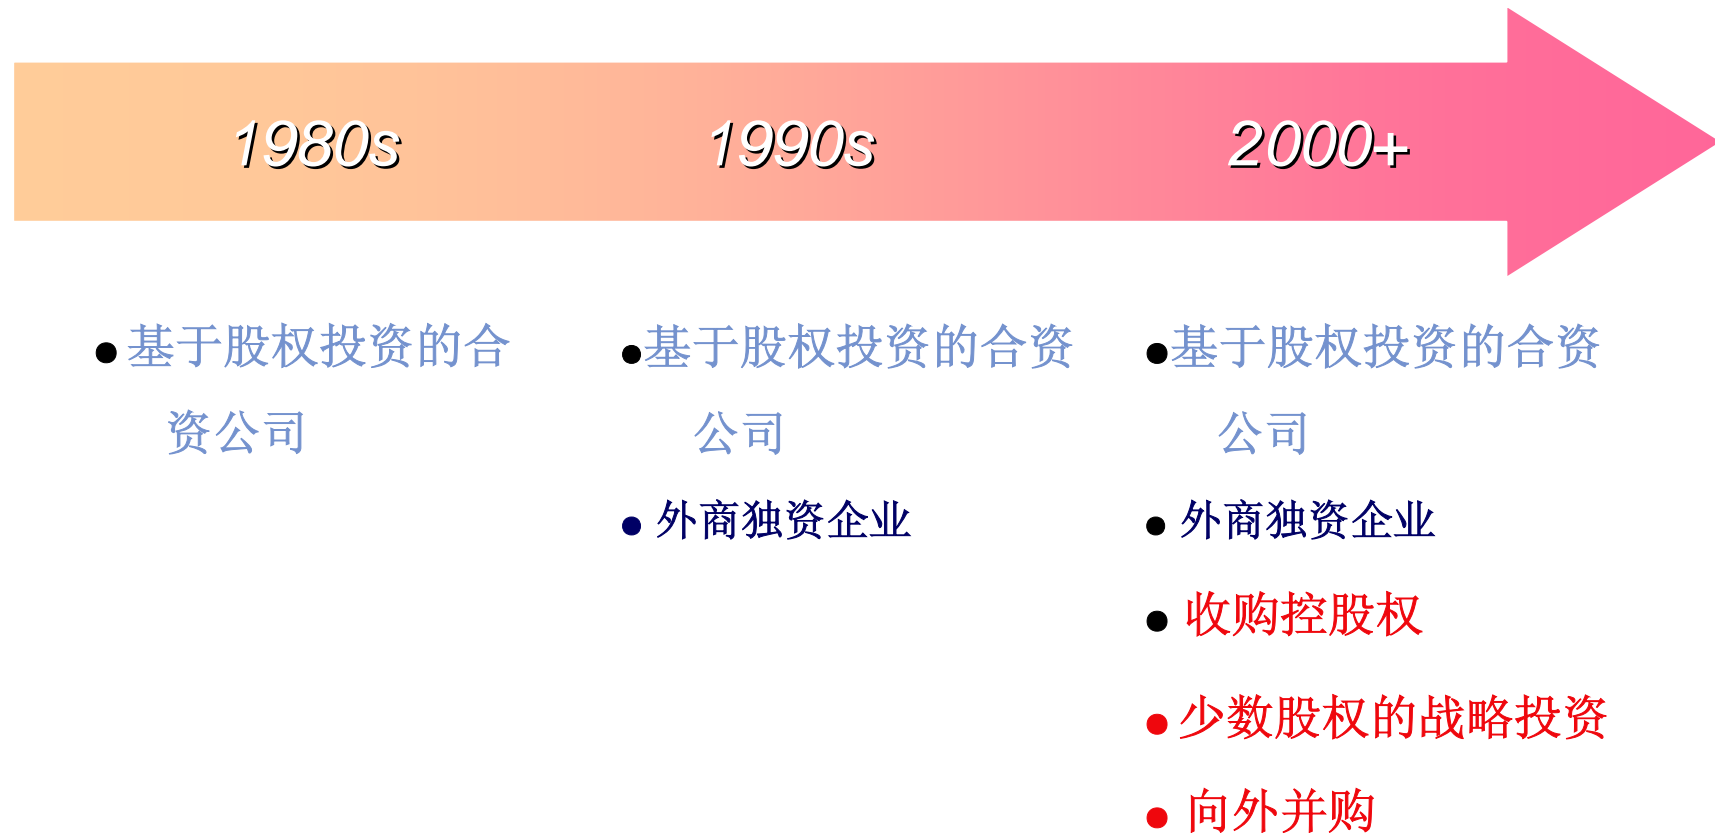 1980s 1990s 2000+
● 基于股权投资的合
资公司
● 基于股权投资的合资
公司
● 外商独资企业
● 基于股权投资的合资
公司
● 外商独资企业
● 收购控股权
● 少数股权的战略投资
● 向外并购